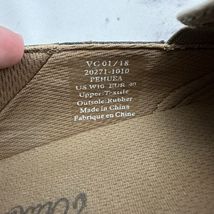 VC 01/18
20271-1010
PEHUEA
US W10 EUR 40
Upper:Textile
Outsole:Rubber
Made in China
Fabriqué en Chine